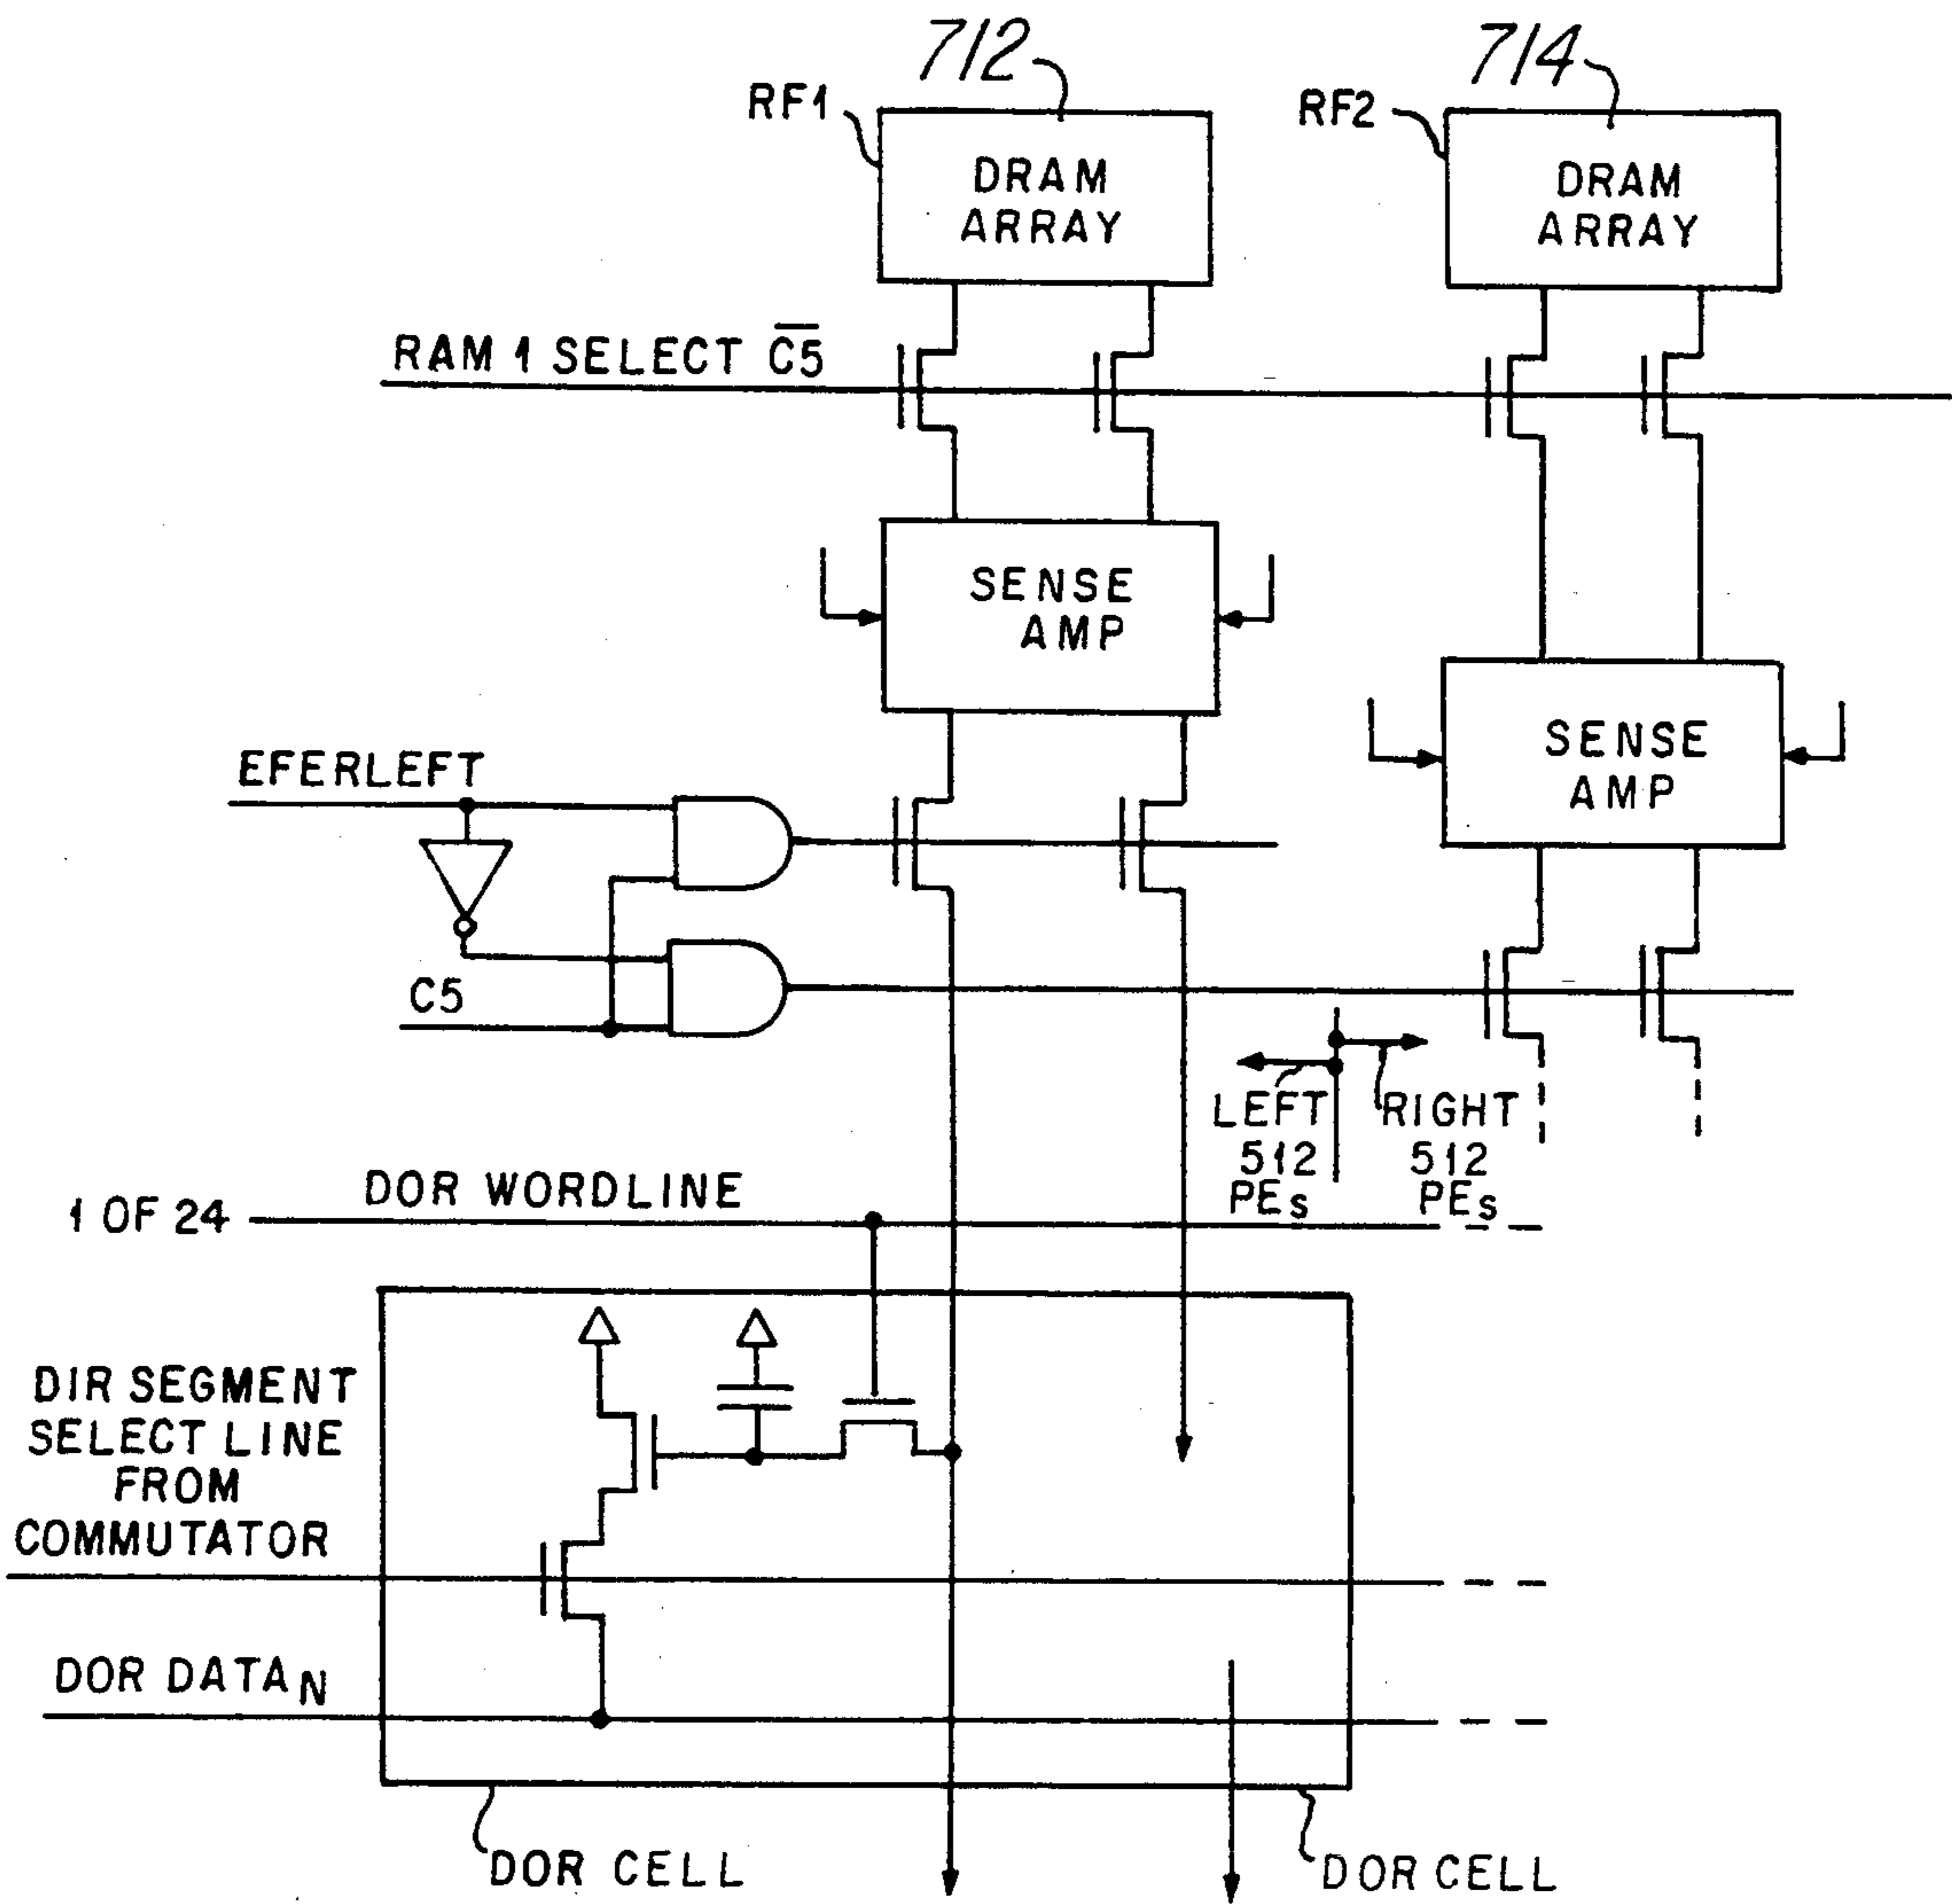 712
714
RF1
RF2
DRAM
ARRAY
DRAM
ARRAY
RAM 1 SELECT C̅5̅
SENSE
AMP
SENSE
AMP
EFERLEFT
C5
LEFT
512
PEs
RIGHT
512
PEs
DOR WORDLINE
1 OF 24
DIR SEGMENT
SELECT LINE
FROM
COMMUTATOR
DOR DATA N
DOR CELL
DOR CELL